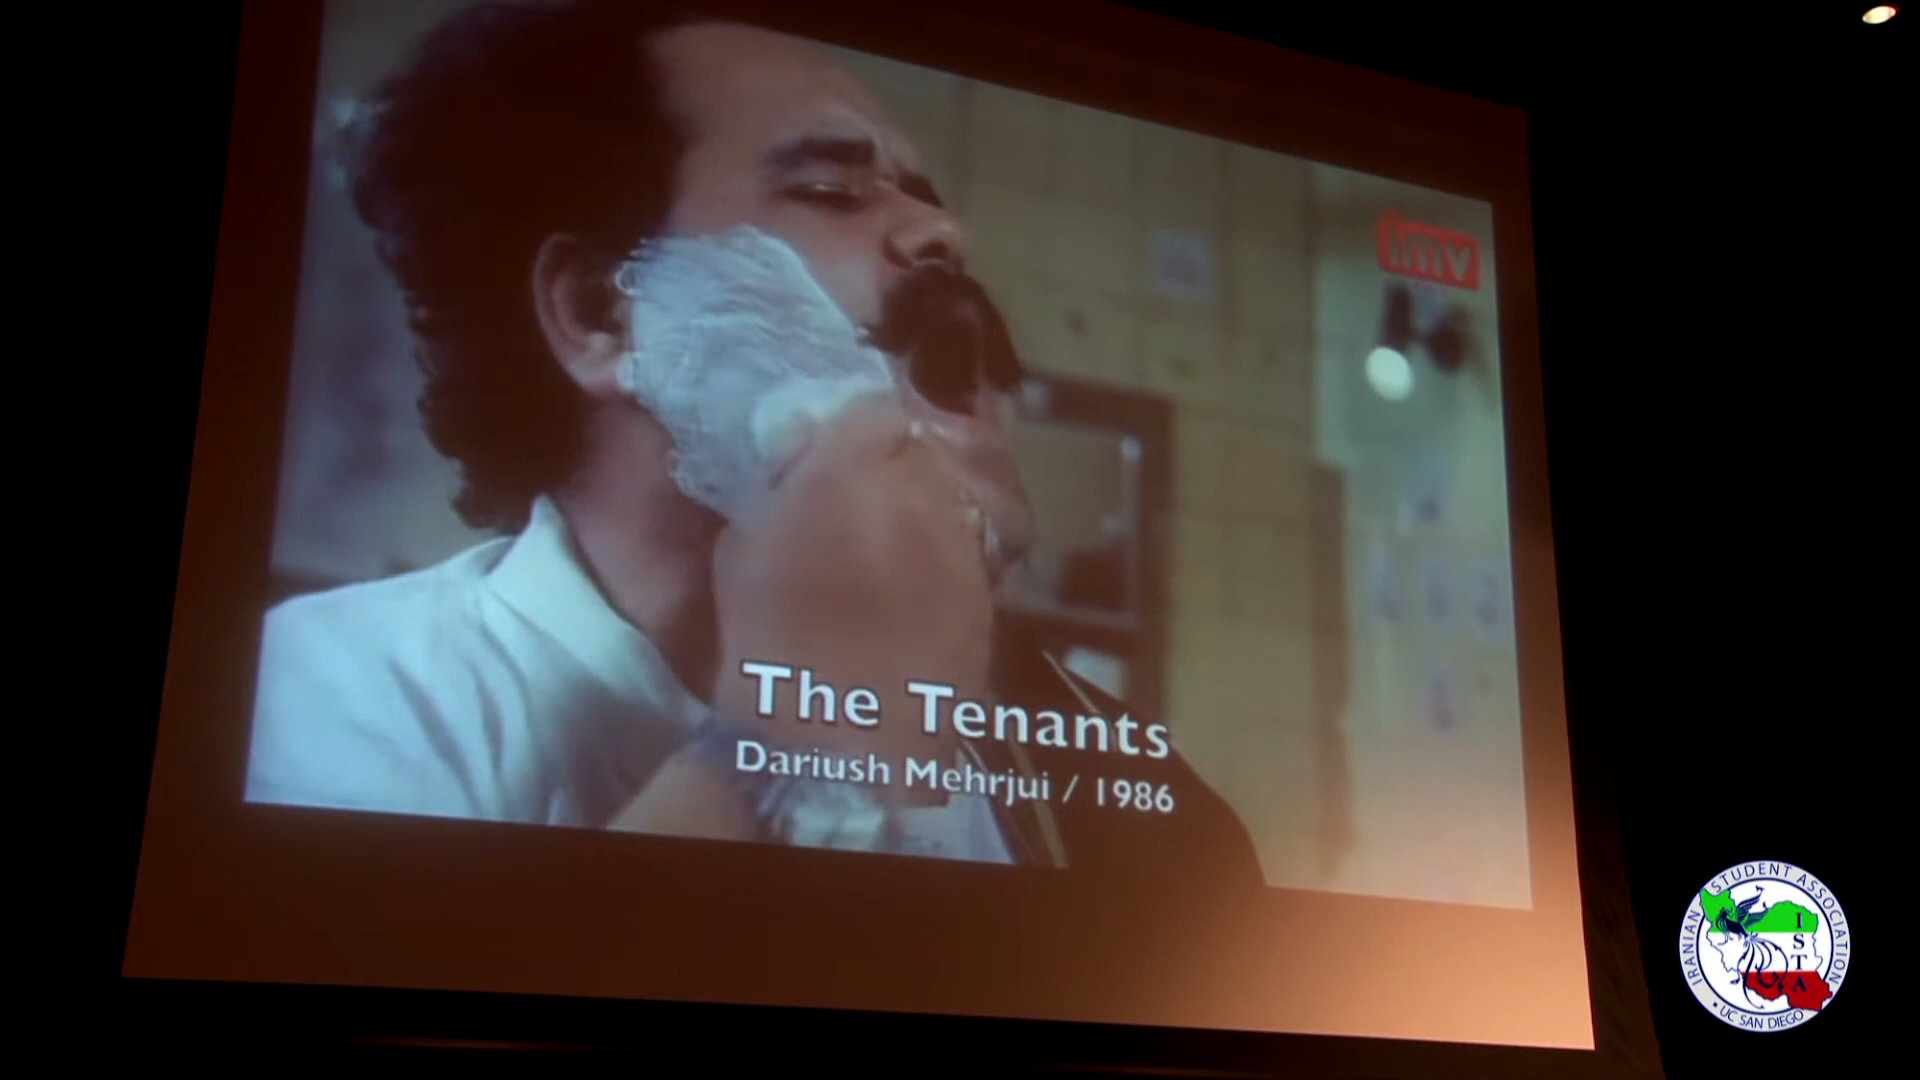 imv
The Tenants
Dariush Mehrjui / 1986
IRANIAN STUDENT ASSOCIATION
ISTA
• UC SAN DIEGO